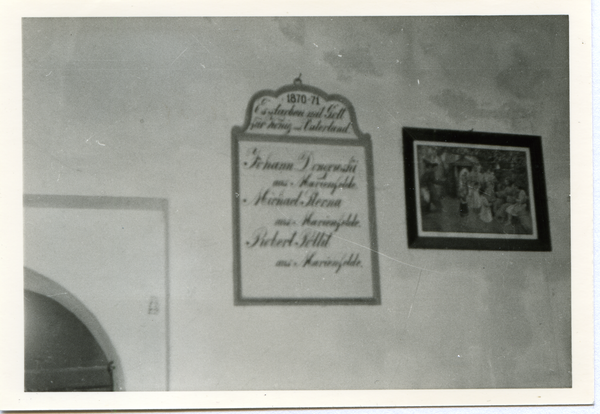 1870-71
Es starben mit Gott
für König und Vaterland.
Johann
aus Marienfelde.
Michael
aus Marienfelde.
Robert
aus Marienfelde.